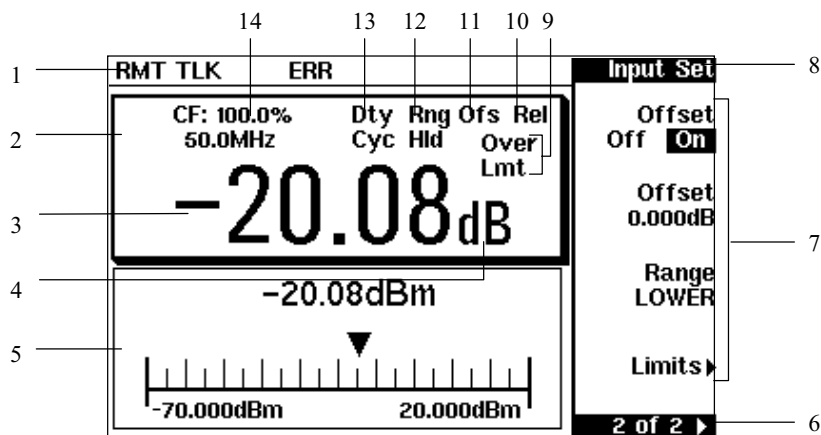 14 13 12 11 10 9
1 RMT TLK ERR Input Set 8
CF: 100.0% Dty Rng Ofs Rel
50.0MHz Cyc Hld Over
Lmt
2
-20.08dB
3
4
Offset
Off On
Offset
0.000dB
7
Range
LOWER
Limits
-20.08dBm
5
-70.000dBm 20.000dBm
2 of 2 6